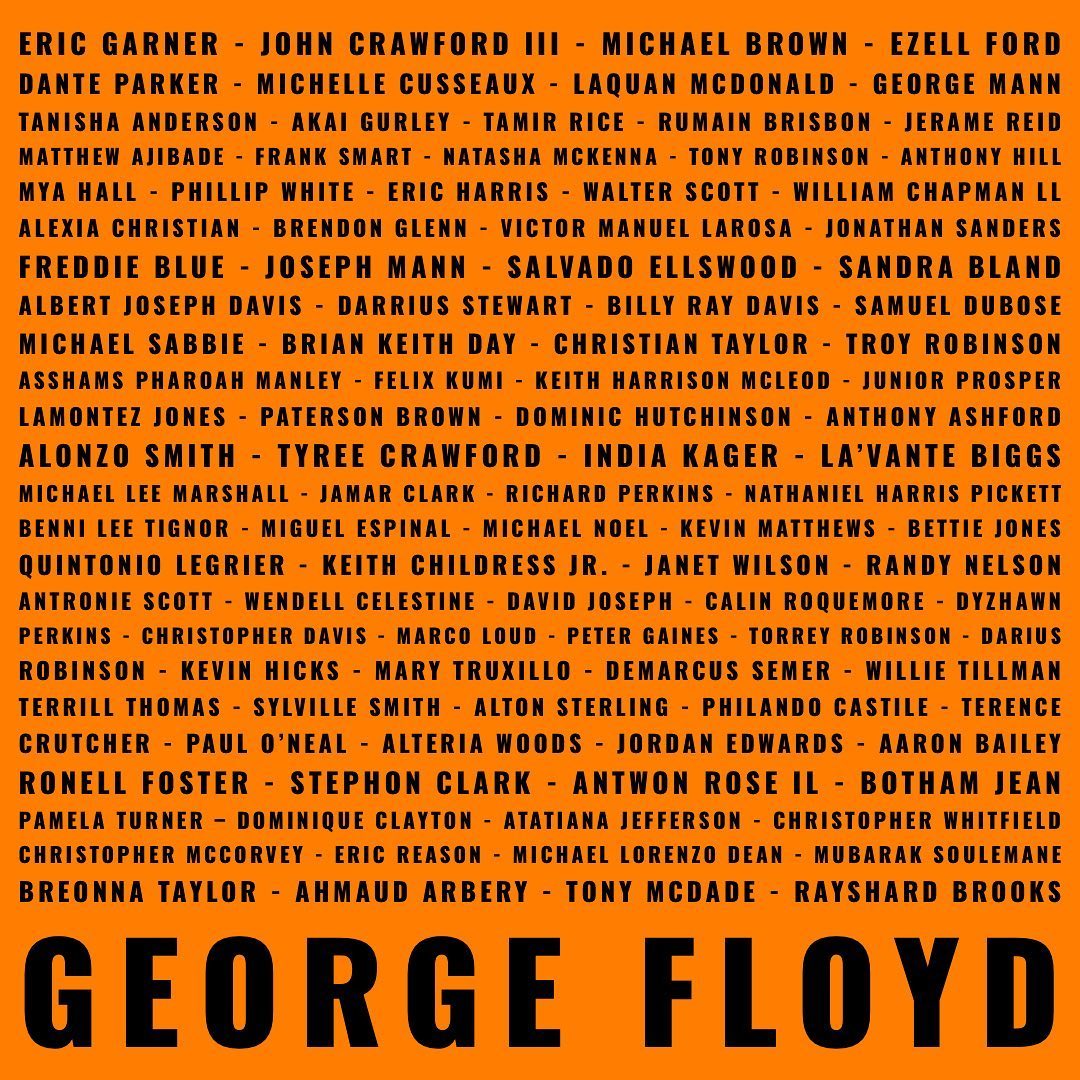 ERIC GARNER - JOHN CRAWFORD III - MICHAEL BROWN - EZELL FORD
DANTE PARKER - MICHELLE CUSSEAUX - LAQUAN MCDONALD - GEORGE MANN
TANISHA ANDERSON - AKAI GURLEY - TAMIR RICE - RUMAIN BRISBON - JERAME REID
MATTHEW AJIBADE - FRANK SMART - NATASHA MCKENNA - TONY ROBINSON - ANTHONY HILL
MYA HALL - PHILLIP WHITE - ERIC HARRIS - WALTER SCOTT - WILLIAM CHAPMAN LL
ALEXIA CHRISTIAN - BRENDON GLENN - VICTOR MANUEL LAROSA - JONATHAN SANDERS
FREDDIE BLUE - JOSEPH MANN - SALVADO ELLSWOOD - SANDRA BLAND
ALBERT JOSEPH DAVIS - DARRIUS STEWART - BILLY RAY DAVIS - SAMUEL DUBOSE
MICHAEL SABBIE - BRIAN KEITH DAY - CHRISTIAN TAYLOR - TROY ROBINSON
ASSHAMS PHAROAH MANLEY - FELIX KUMI - KEITH HARRISON MCLEOD - JUNIOR PROSPER
LAMONTEZ JONES - PATERSON BROWN - DOMINIC HUTCHINSON - ANTHONY ASHFORD
ALONZO SMITH - TYREE CRAWFORD - INDIA KAGER - LA'VANTE BIGGS
MICHAEL LEE MARSHALL - JAMAR CLARK - RICHARD PERKINS - NATHANIEL HARRIS PICKETT
BENNI LEE TIGNOR - MIGUEL ESPINAL - MICHAEL NOEL - KEVIN MATTHEWS - BETTIE JONES
QUINTONIO LEGRIER - KEITH CHILDRESS JR. - JANET WILSON - RANDY NELSON
ANTRONIE SCOTT - WENDELL CELESTINE - DAVID JOSEPH - CALIN ROQUEMORE - DYZHAWN
PERKINS - CHRISTOPHER DAVIS - MARCO LOUD - PETER GAINES - TORREY ROBINSON - DARIUS
ROBINSON - KEVIN HICKS - MARY TRUXILLO - DEMARCUS SEMER - WILLIE TILLMAN
TERRILL THOMAS - SYLVILLE SMITH - ALTON STERLING - PHILANDO CASTILE - TERENCE
CRUTCHER - PAUL O'NEAL - ALTERIA WOODS - JORDAN EDWARDS - AARON BAILEY
RONELL FOSTER - STEPHON CLARK - ANTWON ROSE IL - BOTHAM JEAN
PAMELA TURNER – DOMINIQUE CLAYTON - ATATIANA JEFFERSON - CHRISTOPHER WHITFIELD
CHRISTOPHER MCCORVEY - ERIC REASON - MICHAEL LORENZO DEAN - MUBARAK SOULEMANE
BREONNA TAYLOR - AHMAUD ARBERY - TONY MCDADE - RAYSHARD BROOKS
GEORGE FLOYD